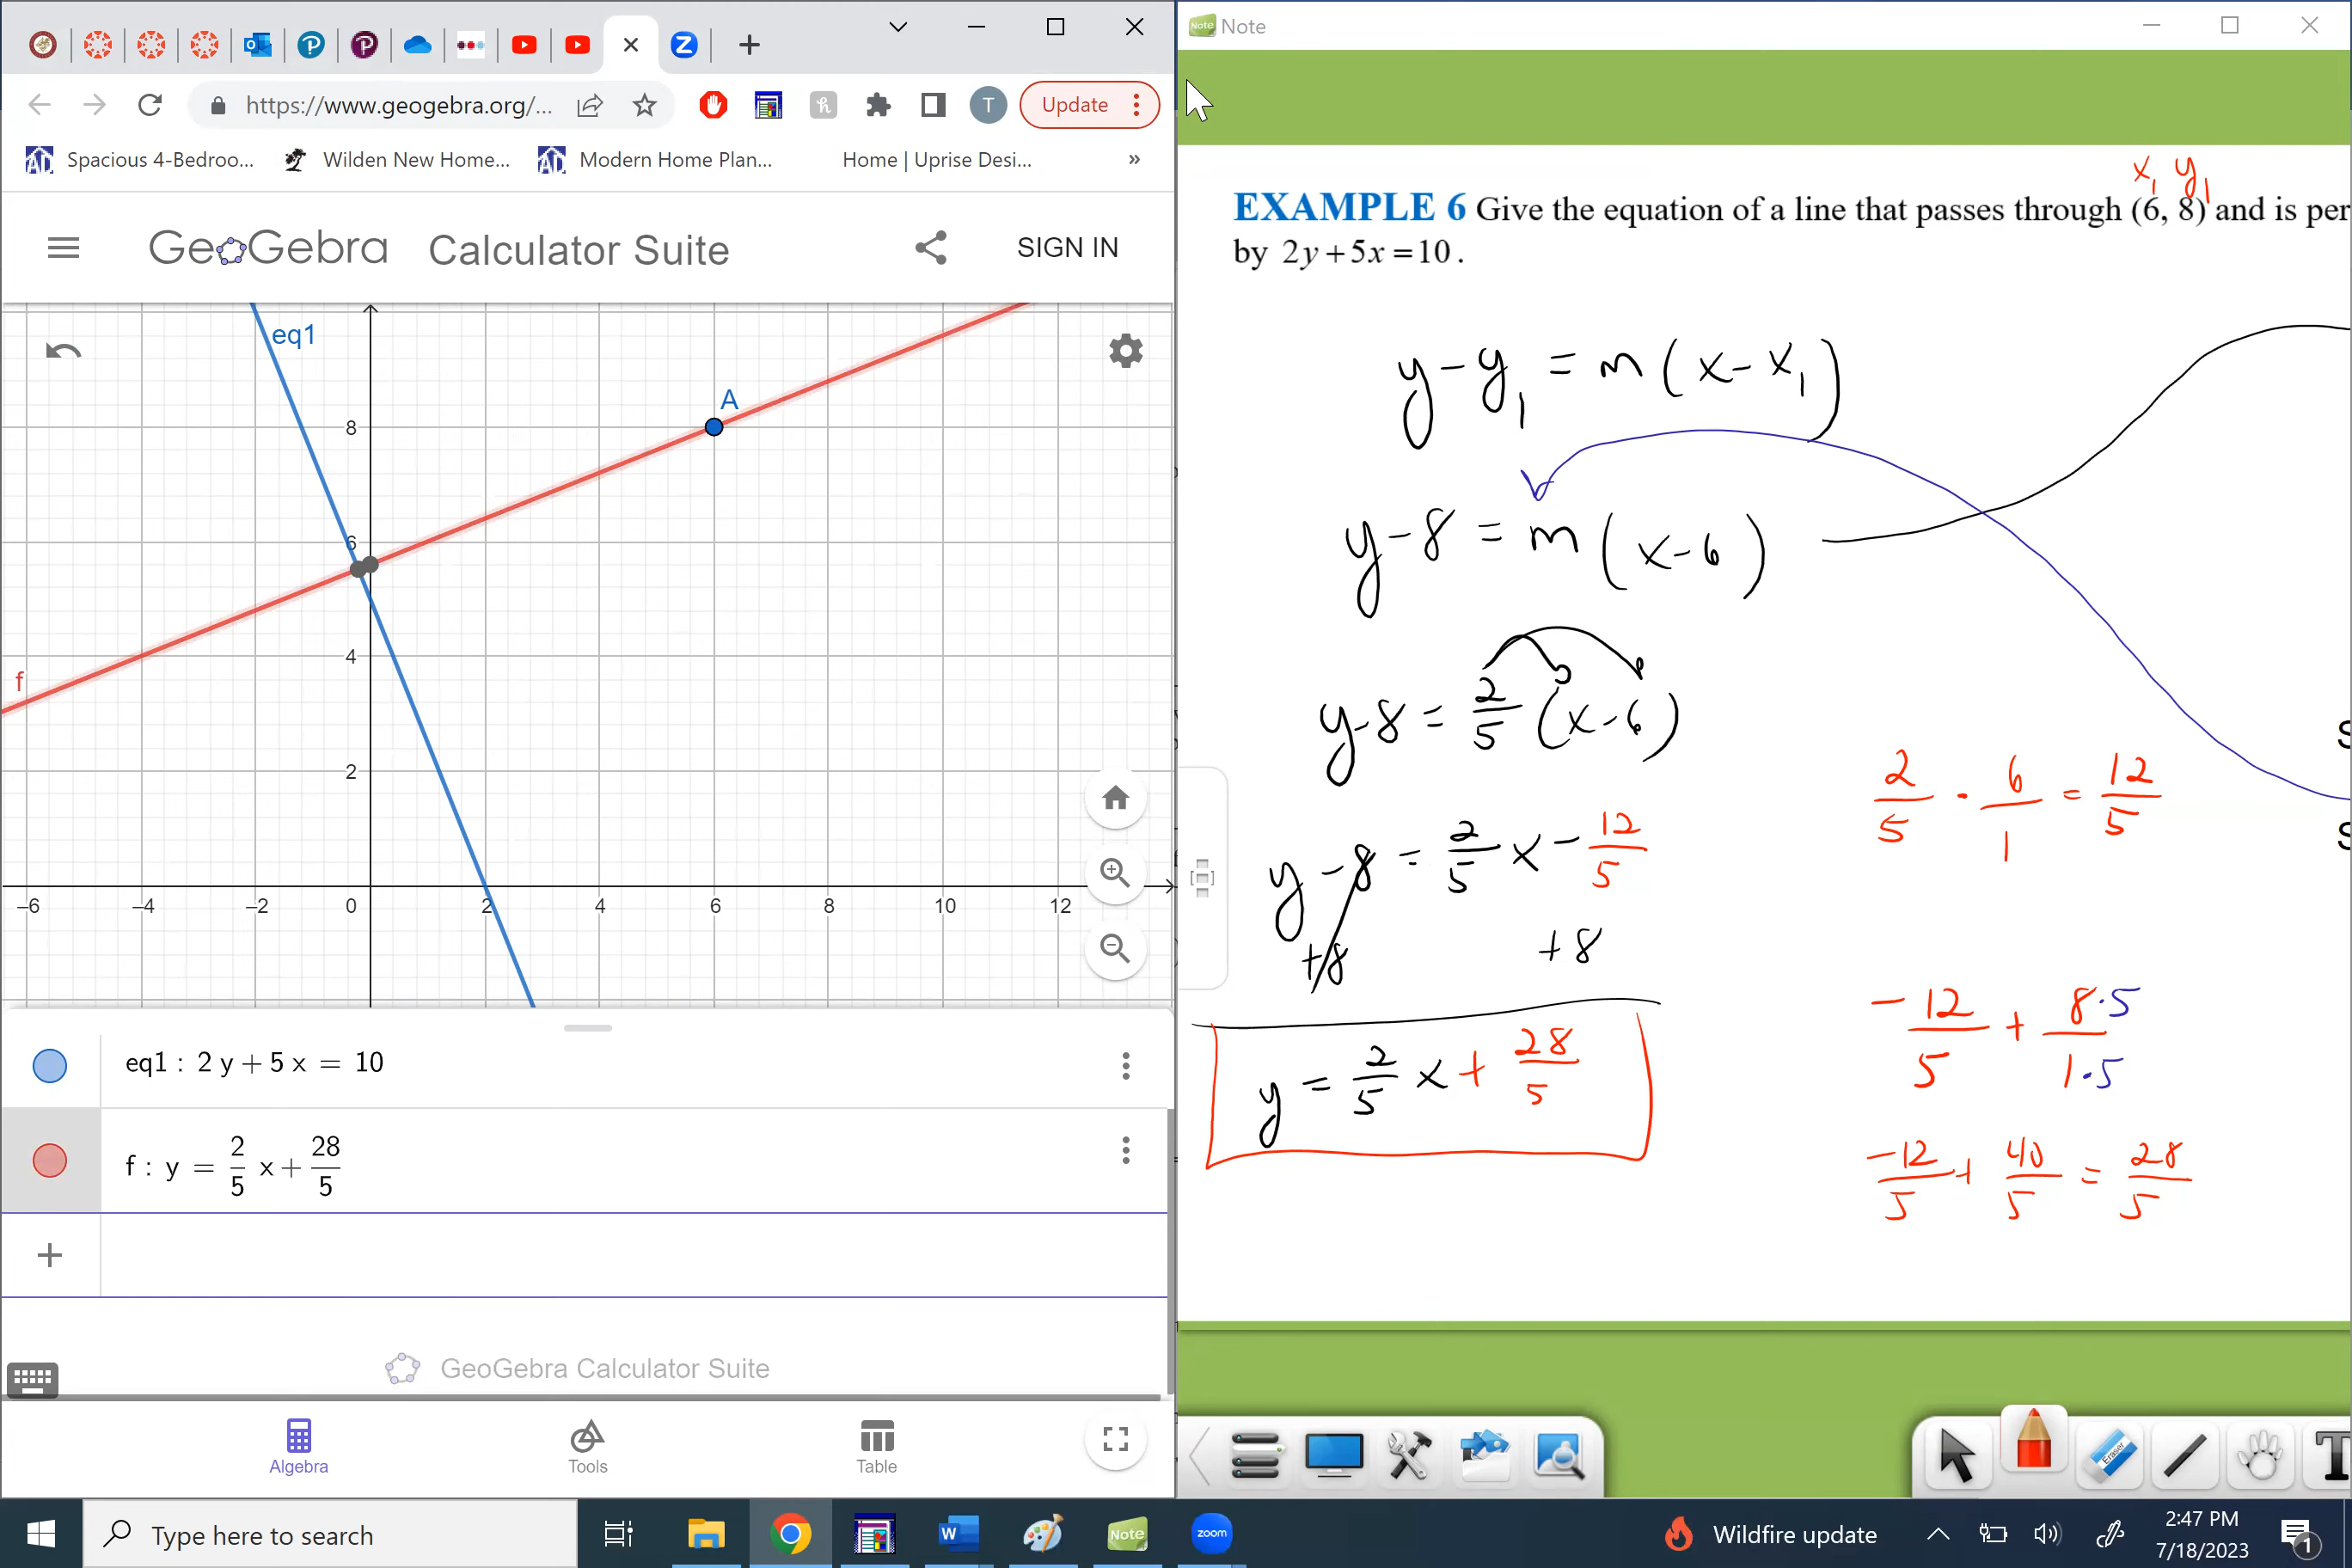 https://www.geogebra.org/...
Update
T
Spacious 4-Bedroo...
Wilden New Home...
Modern Home Plan...
Home | Uprise Desi...
»
GeoGebra Calculator Suite
SIGN IN
eq1
A
f
8
6
4
2
–6 –4 –2 0 2 4 6 8 10 12
eq1 : 2 y + 5 x = 10
f : y = 2/5 x + 28/5
GeoGebra Calculator Suite
Algebra
Tools
Table
Note
x₁ y₁
EXAMPLE 6 Give the equation of a line that passes through (6, 8) and is per
by 2y + 5x = 10 .
y - y₁ = m(x - x₁)
y - 8 = m(x - 6)
y - 8 = 2/5 (x - 6)
2/5 · 6/1 = 12/5
y - 8 = 2/5 x - 12/5
+8 +8
-12/5 + 8·5/1·5
y = 2/5 x + 28/5
-12/5 + 40/5 = 28/5
Eraser
T
Type here to search
W
Note
zoom
Wildfire update
2:47 PM
7/18/2023
1